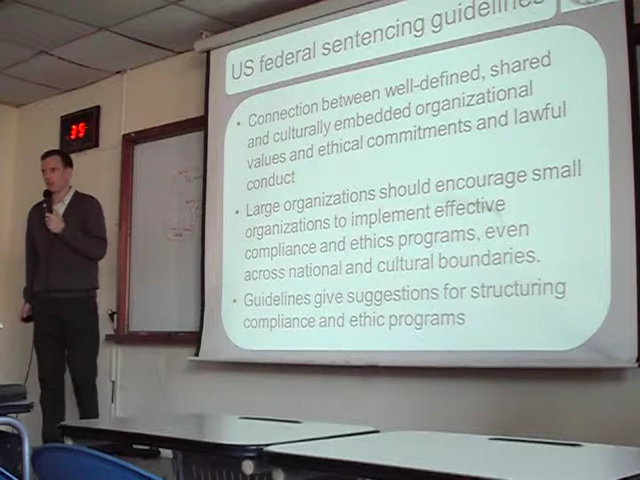 US federal sentencing guidelines
• Connection between well-defined, shared
and culturally embedded organizational
values and ethical commitments and lawful
conduct
• Large organizations should encourage small
organizations to implement effective
compliance and ethics programs, even
across national and cultural boundaries.
• Guidelines give suggestions for structuring
compliance and ethic programs